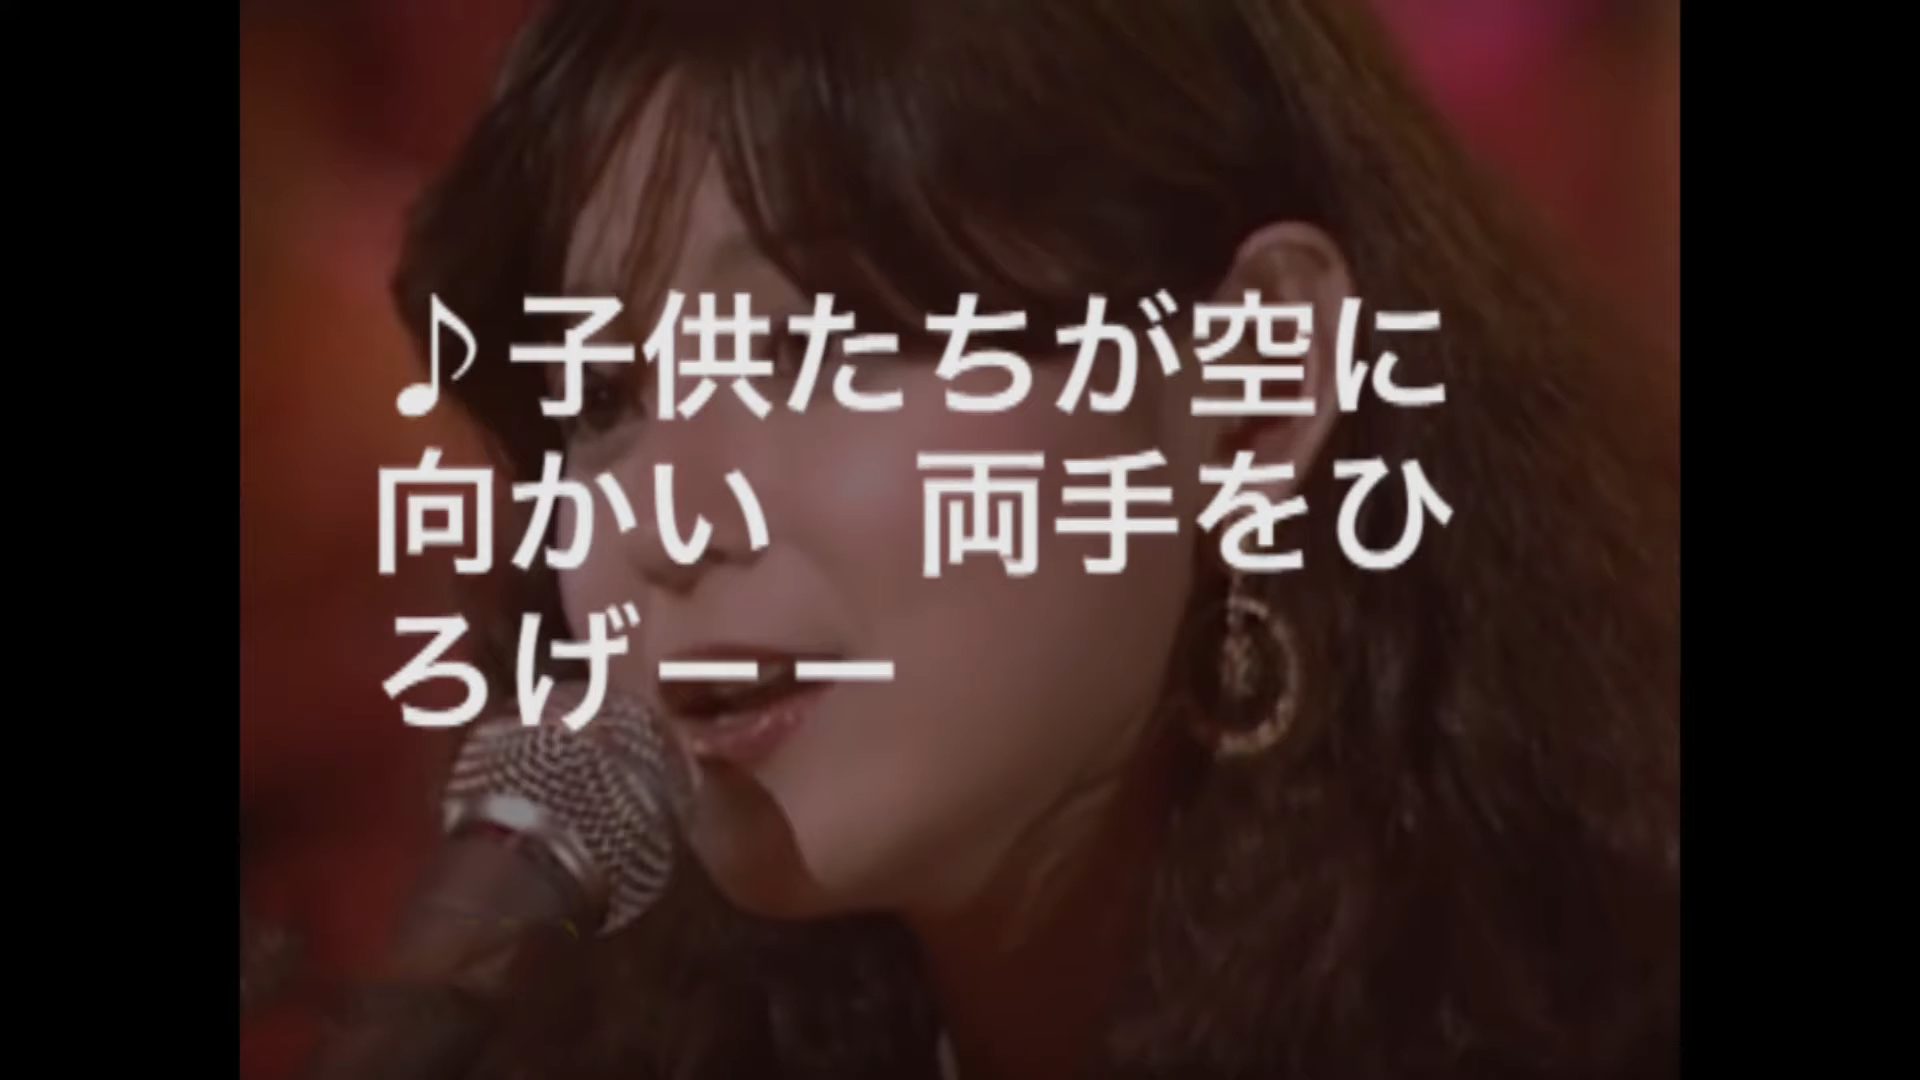 ♪子供たちが空に
向かい　両手をひ
ろげーー